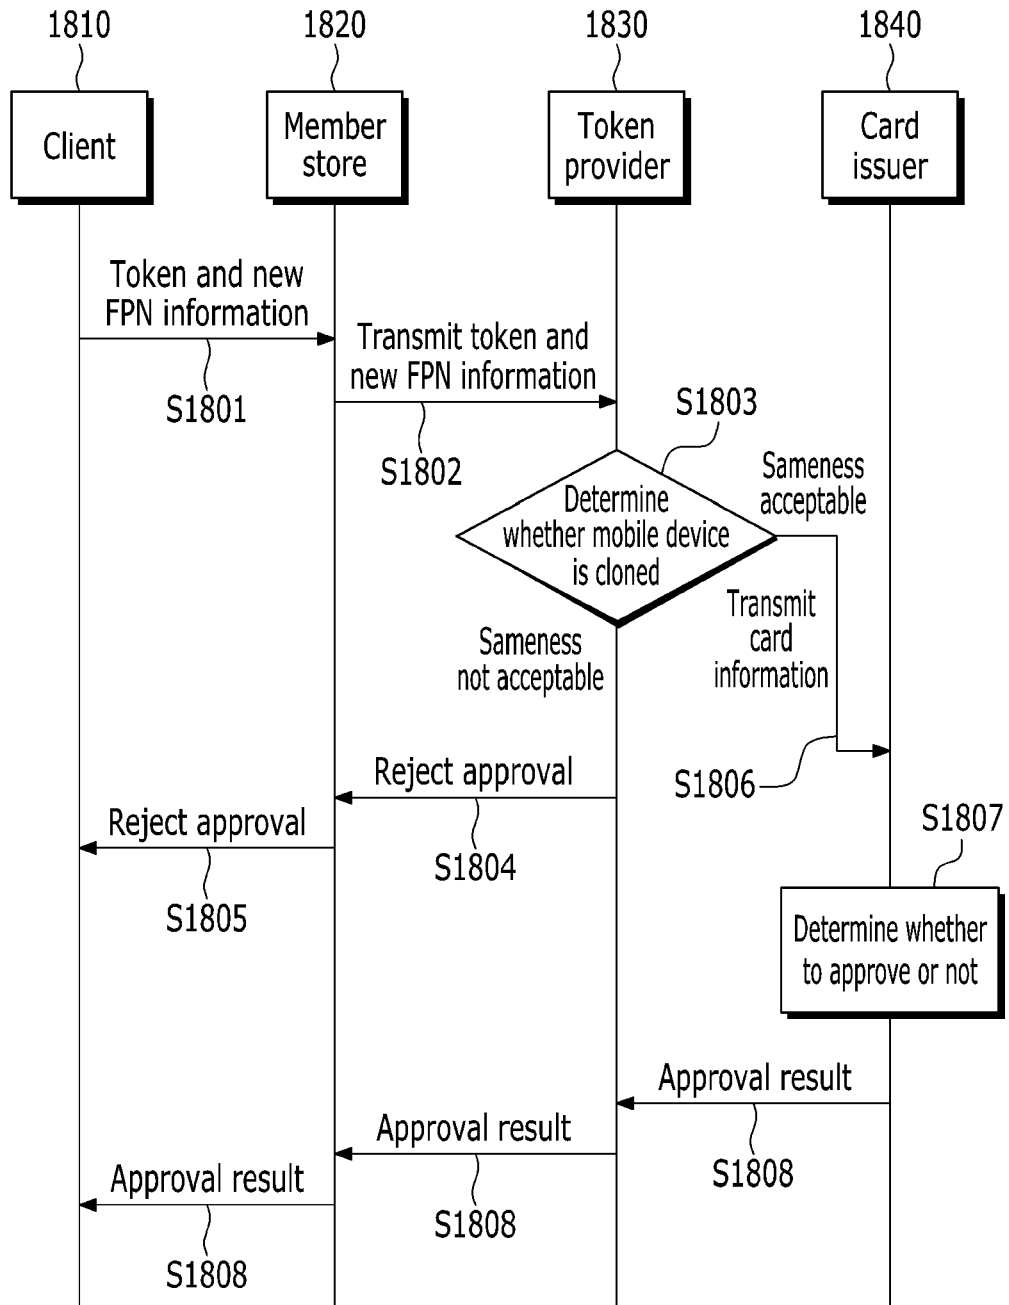 1810
1820
1830
1840
Client
Member
store
Token
provider
Card
issuer
Token and new
FPN information
S1801
Transmit token and
new FPN information
S1802
S1803
Determine
whether mobile device
is cloned
Sameness
acceptable
Transmit
card
information
Sameness
not acceptable
S1806
Reject approval
S1804
Reject approval
S1805
S1807
Determine whether
to approve or not
Approval result
S1808
Approval result
S1808
Approval result
S1808